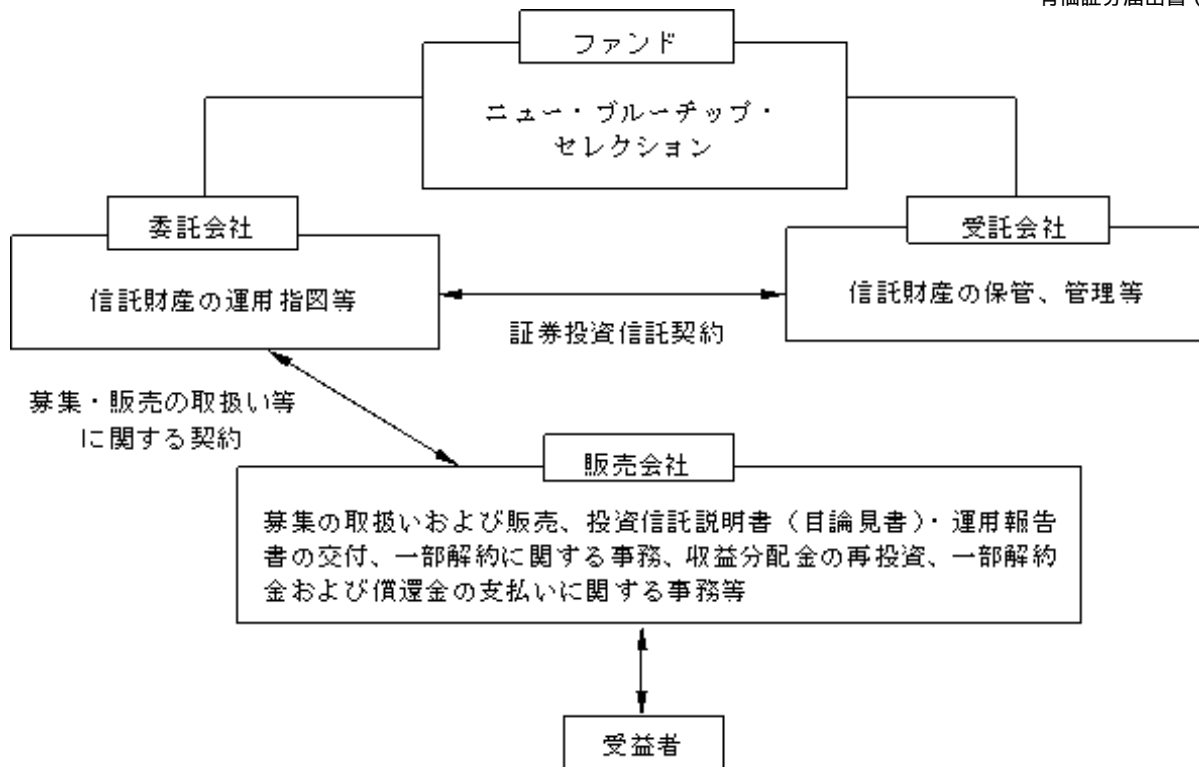 ファンド
ニュー・ブルーチップ・
セレクション
委託会社
信託財産の運用指図等
受託会社
信託財産の保管、管理等
証券投資信託契約
募集・販売の取扱い等
に関する契約
販売会社
募集の取扱いおよび販売、投資信託説明書(目論見書)・運用報告
書の交付、一部解約に関する事務、収益分配金の再投資、一部解約
金および償還金の支払いに関する事務等
受益者